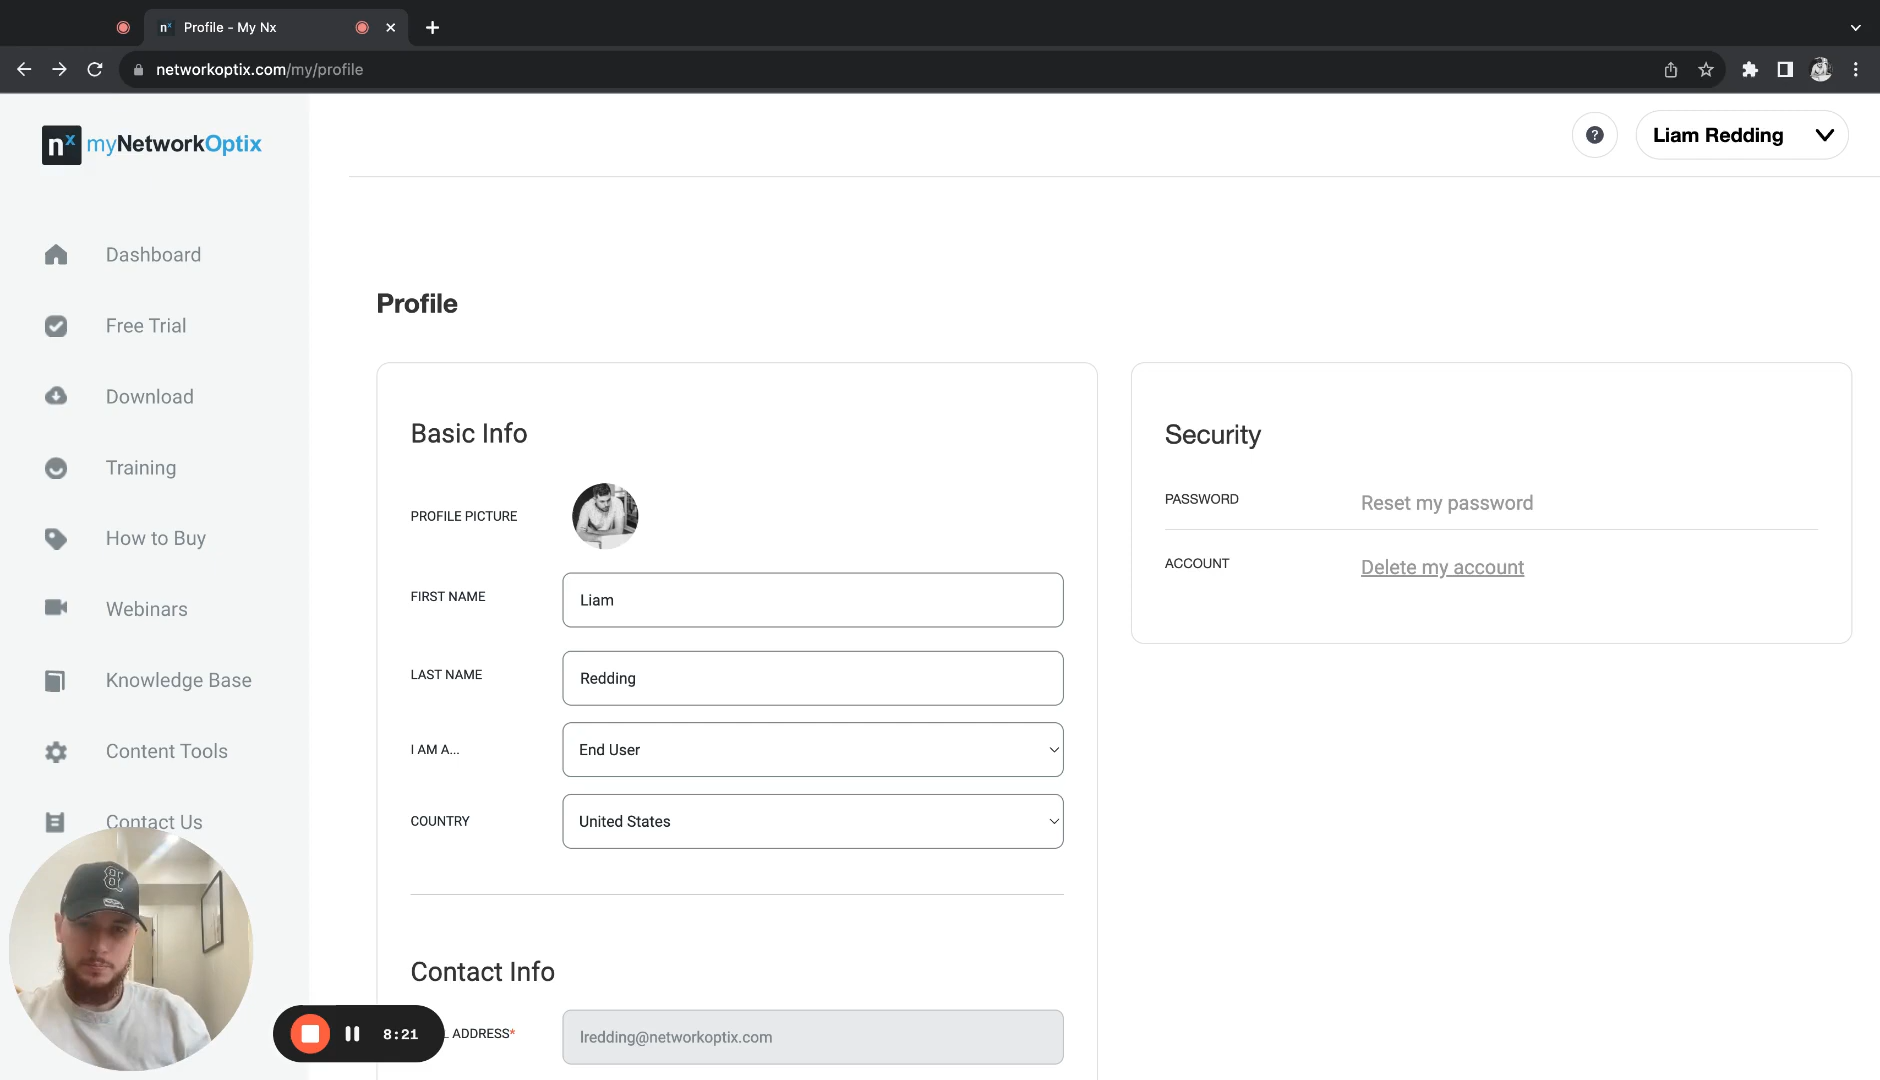 Profile - My Nx
networkoptix.com/my/profile
nx myNetworkOptix
? Liam Redding
Dashboard
Free Trial
Download
Training
How to Buy
Webinars
Knowledge Base
Content Tools
Contact Us
Profile
Basic Info
PROFILE PICTURE
FIRST NAME
Liam
LAST NAME
Redding
I AM A...
End User
COUNTRY
United States
Contact Info
L ADDRESS*
lredding@networkoptix.com
Security
PASSWORD
Reset my password
ACCOUNT
Delete my account
8:21
B